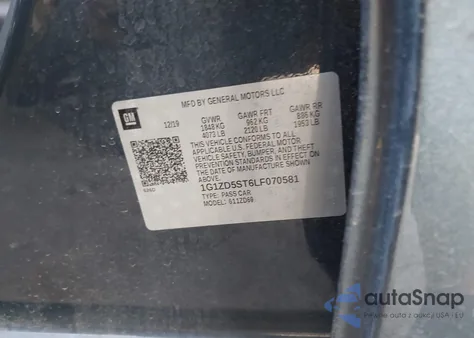 MFD BY GENERAL MOTORS LLC
GM
12/19
GVWR
1848 KG
4073 LB
GAWR FRT
962 KG
2120 LB
GAWR RR
886 KG
1953 LB
THIS VEHICLE CONFORMS TO ALL
APPLICABLE U.S. FEDERAL MOTOR
VEHICLE SAFETY, BUMPER, AND THEFT
PREVENTION STANDARDS IN EFFECT ON
THE DATE OF MANUFACTURE SHOWN
ABOVE.
1G1ZD5ST6LF070581
TYPE: PASS CAR
MODEL: 911ZD69
autoSnap